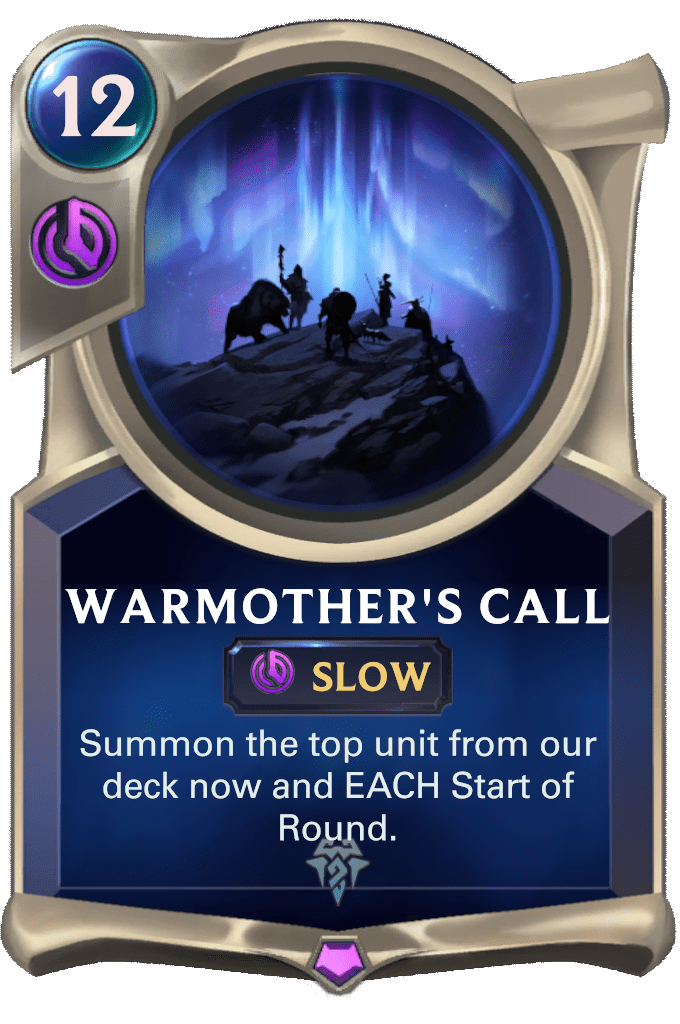 12
WARMOTHER'S CALL
SLOW
Summon the top unit from our
deck now and EACH Start of
Round.